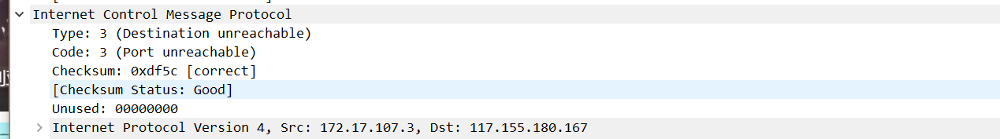 Internet Control Message Protocol
Type: 3 (Destination unreachable)
Code: 3 (Port unreachable)
Checksum: 0xdf5c [correct]
[Checksum Status: Good]
Unused: 00000000
Internet Protocol Version 4, Src: 172.17.107.3, Dst: 117.155.180.167